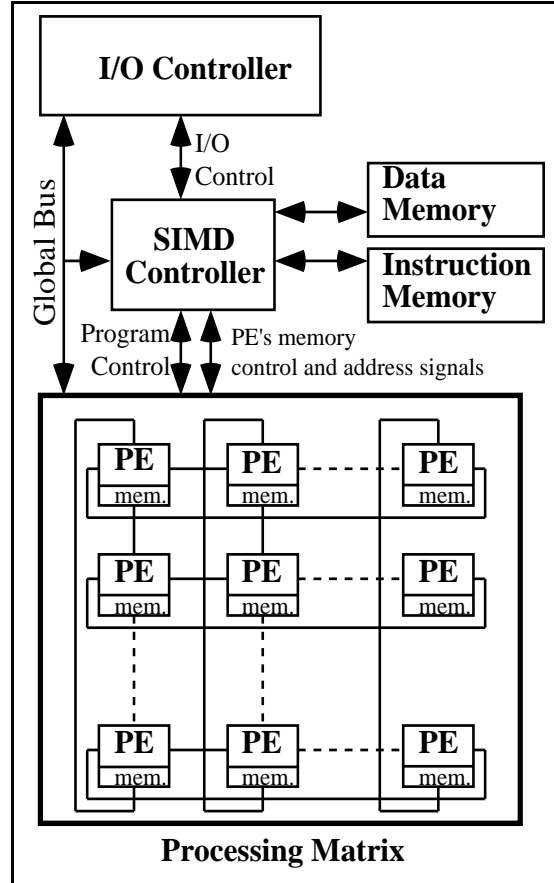 I/O Controller
I/O
Control
Global Bus
SIMD
Controller
Data
Memory
Instruction
Memory
Program
Control
PE's memory
control and address signals
PE PE PE
mem. mem. mem.
PE PE PE
mem. mem. mem.
PE PE PE
mem. mem. mem.
Processing Matrix